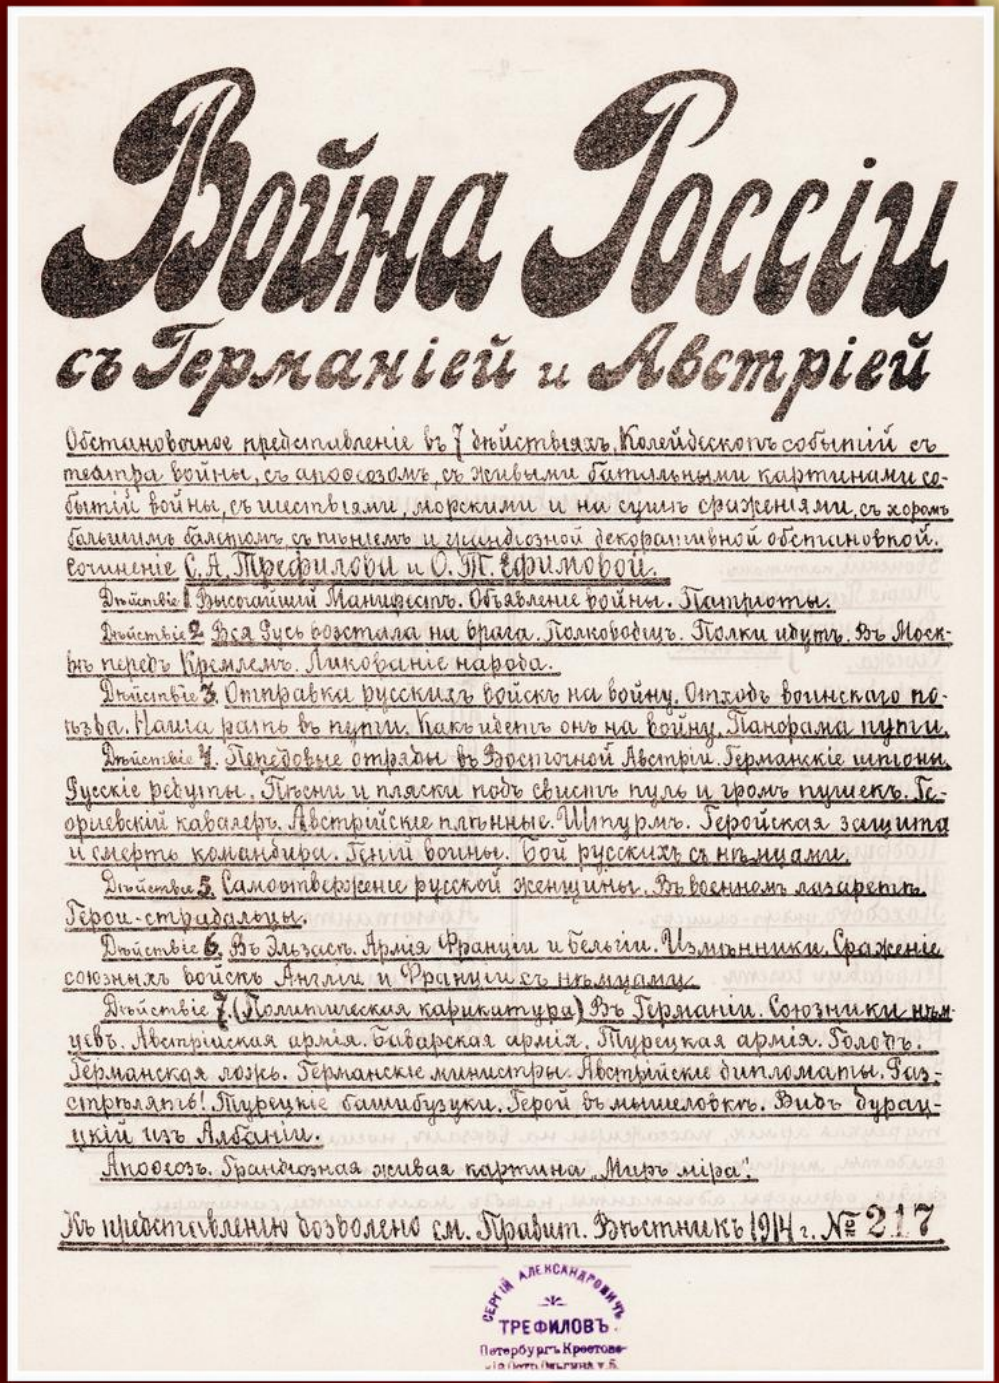 Война Россіи
съ Германіей и Австріей
Обстановочное представленіе въ 7 дѣйствіяхъ, Колейдескопъ событій съ
театра войны, съ апоѳеозомъ, съ живыми батальными картинами со-
бытій войны, съ шествіями, морскими и на сушѣ сраженіями, съ хоромъ
большимъ балетомъ, съ пѣніемъ и грандіозной декоративной обстановкой.
Сочиненіе С. А. Трефилова и О. Т. Ефимовой.
Дѣйствіе 1. Высочайшій Манифестъ. Объявленіе войны. Патріоты.
Дѣйствіе 2. Вся Русь возстала на врага. Полководецъ. Полки идутъ. Въ Моск-
вѣ передъ Кремлемъ. Ликованіе народа.
Дѣйствіе 3. Отправка русскихъ войскъ на войну. Отходъ воинскаго по-
ѣзда. Наша рать въ пути. Какъ идетъ онъ на войну. Панорама пути.
Дѣйствіе 4. Передовые отряды въ Восточной Австріи. Германскіе шпіоны.
Русскіе редуты. Пѣсни и пляски подъ свистъ пуль и громъ пушекъ. Ге-
оргіевскій кавалеръ. Австрійскіе плѣнные. Штурмъ. Геройская защита
и смерть командира. Геній войны. Бой русскихъ съ нѣмцами.
Дѣйствіе 5. Самоотверженіе русской женщины. Въ военномъ лазаретѣ.
Герои-страдальцы.
Дѣйствіе 6. Въ Эльзасѣ. Армія Франціи и Бельгіи. Измѣнники. Сраженіе
союзныхъ войскъ Англіи и Франціи съ нѣмцами.
Дѣйствіе 7. (Политическая карикатура) Въ Германіи. Союзники нѣм-
цевъ. Австрійская армія. Баварская армія. Турецкая армія. Голодъ.
Германская ложь. Германскіе министры. Австрійскіе дипломаты. Раз-
стрѣлять! Турецкіе башибузуки. Герой въ мышеловкѣ. Видъ дурац-
цкій изъ Албаніи.
Апоѳеозъ. Грандіозная живая картина „Миръ міра".
Къ представленію дозволено см. Правит. Вѣстникъ 1914 г. № 217
СЕРГІЙ АЛЕКСАНДРОВИЧЪ
ТРЕФИЛОВЪ
Петербургъ Крестов-